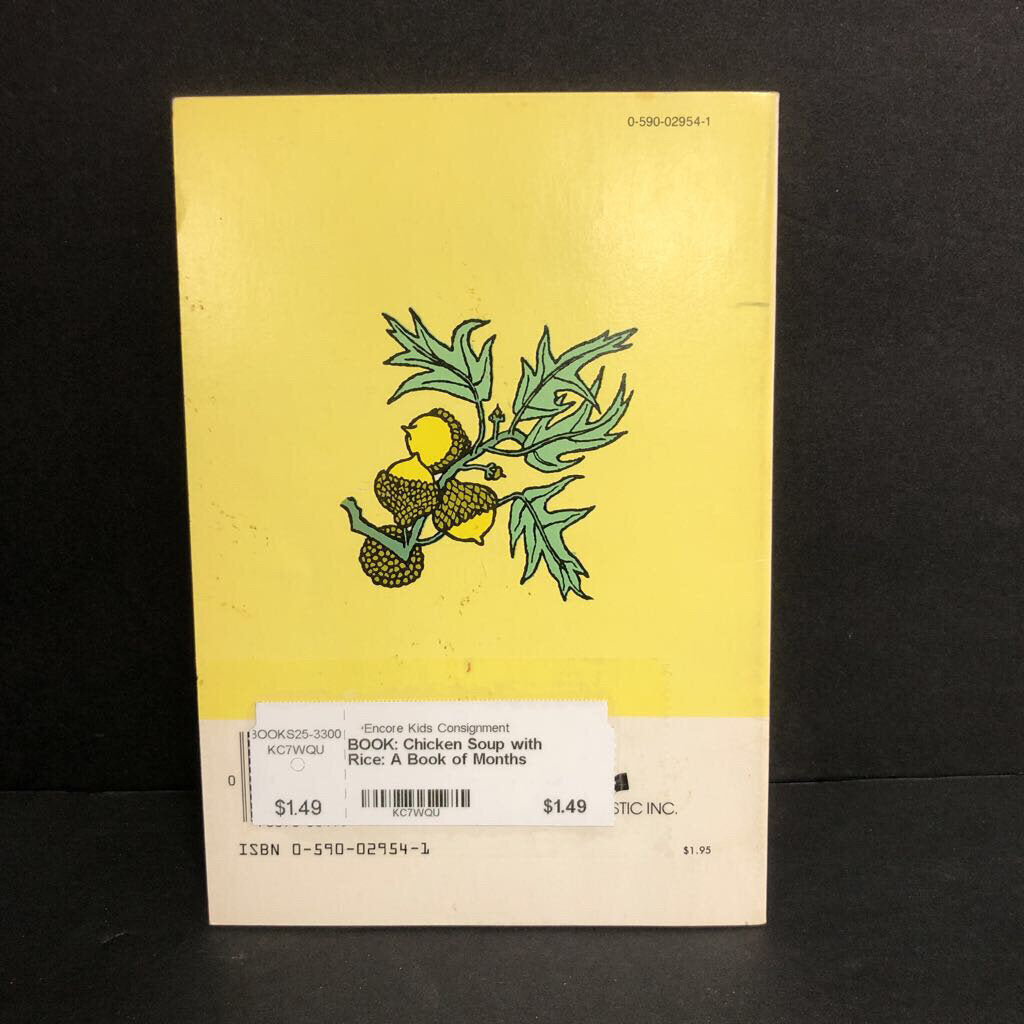 0-590-02954-1
BOOKS25-3300
KC7WQU
$1.49
Encore Kids Consignment
BOOK: Chicken Soup with
Rice: A Book of Months
KC7WQU
$1.49
0
STIC INC.
ISBN 0-590-02954-1
$1.95